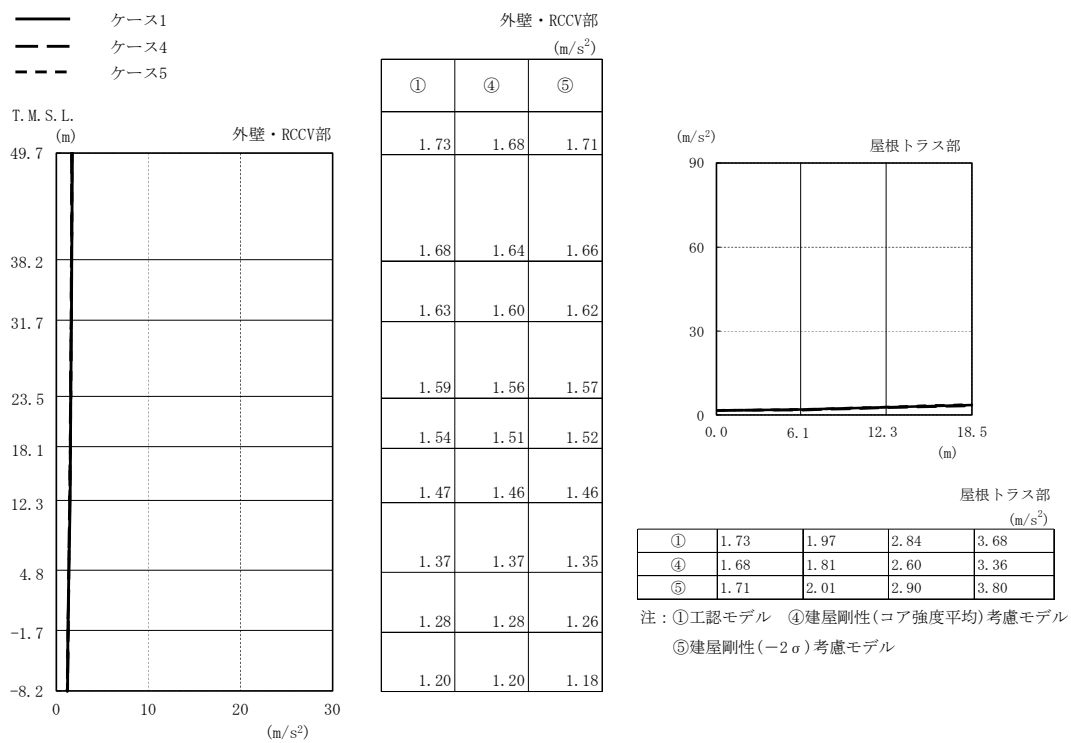 ケース1
ケース4
ケース5
T.M.S.L.
(m)
外壁・RCCV部
49.7
38.2
31.7
23.5
18.1
12.3
4.8
-1.7
-8.2
0 10 20 30
(m/s²)
外壁・RCCV部
(m/s²)
① ④ ⑤
1.73 1.68 1.71
1.68 1.64 1.66
1.63 1.60 1.62
1.59 1.56 1.57
1.54 1.51 1.52
1.47 1.46 1.46
1.37 1.37 1.35
1.28 1.28 1.26
1.20 1.20 1.18
(m/s²)
屋根トラス部
90
60
30
0
0.0 6.1 12.3 18.5
(m)
屋根トラス部
(m/s²)
① 1.73 1.97 2.84 3.68
④ 1.68 1.81 2.60 3.36
⑤ 1.71 2.01 2.90 3.80
注：①工認モデル ④建屋剛性(コア強度平均)考慮モデル
⑤建屋剛性(－2σ)考慮モデル